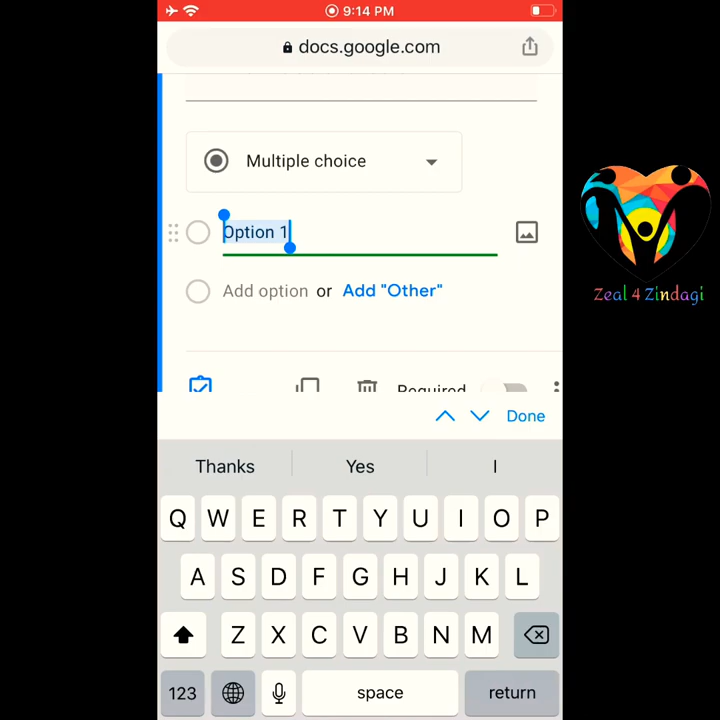 9:14 PM
docs.google.com
Multiple choice
Option 1
Add option or Add "Other"
Required
Done
Thanks Yes I
Q W E R T Y U I O P
A S D F G H J K L
Z X C V B N M
123 space return
Zeal 4 Zindagi